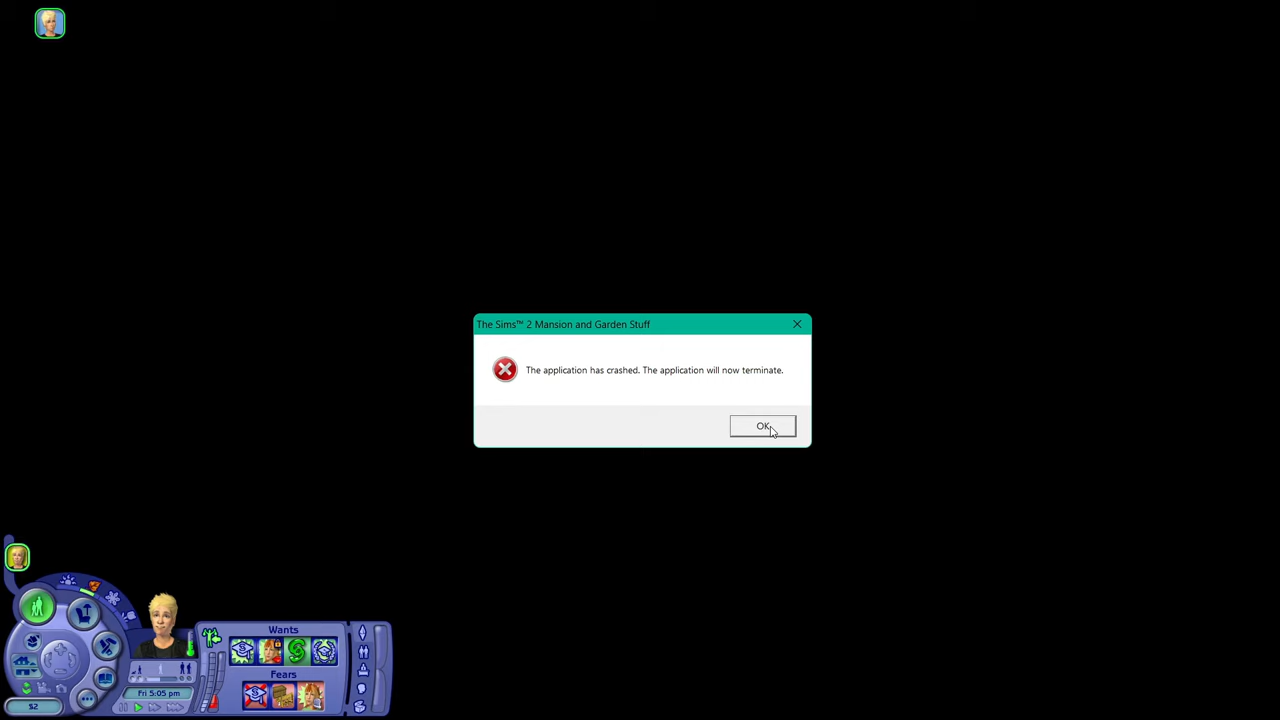 The Sims™ 2 Mansion and Garden Stuff
The application has crashed. The application will now terminate.
OK
Wants
Fears
Fri 5:05 pm
§2